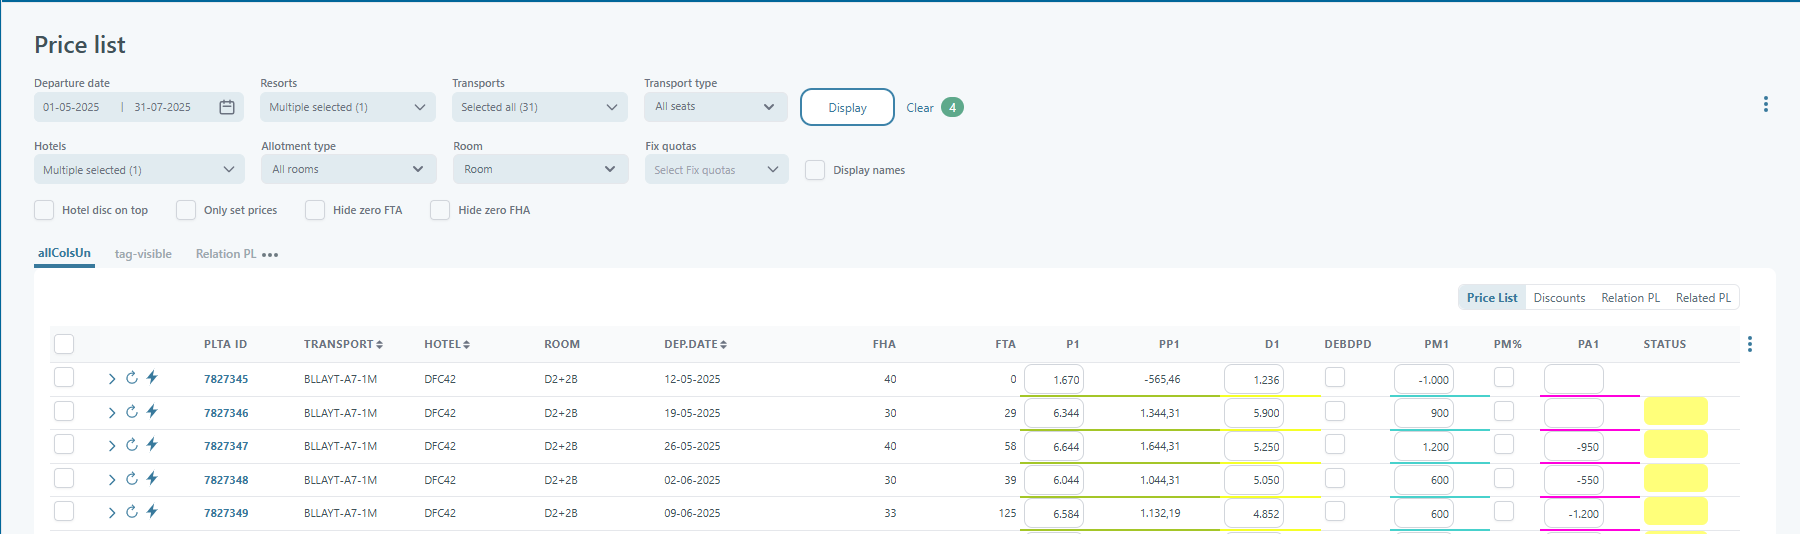 Price list
Departure date Resorts Transports Transport type
01-05-2025 | 31-07-2025 Multiple selected (1) Selected all (31) All seats Display Clear 4
Hotels Allotment type Room Fix quotas
Multiple selected (1) All rooms Room Select Fix quotas Display names
Hotel disc on top Only set prices Hide zero FTA Hide zero FHA
allColsUn tag-visible Relation PL
Price List Discounts Relation PL Related PL
PLTA ID TRANSPORT HOTEL ROOM DEP.DATE FHA FTA P1 PP1 D1 DEBDPD PM1 PM% PA1 STATUS
7827345 BLLAYT-A7-1M DFC42 D2+2B 12-05-2025 40 0 1.670 -565,46 1.236 -1.000
7827346 BLLAYT-A7-1M DFC42 D2+2B 19-05-2025 30 29 6.344 1.344,31 5.900 900
7827347 BLLAYT-A7-1M DFC42 D2+2B 26-05-2025 40 58 6.644 1.644,31 5.250 1.200 -950
7827348 BLLAYT-A7-1M DFC42 D2+2B 02-06-2025 30 39 6.044 1.044,31 5.050 600 -550
7827349 BLLAYT-A7-1M DFC42 D2+2B 09-06-2025 33 125 6.584 1.132,19 4.852 600 -1.200